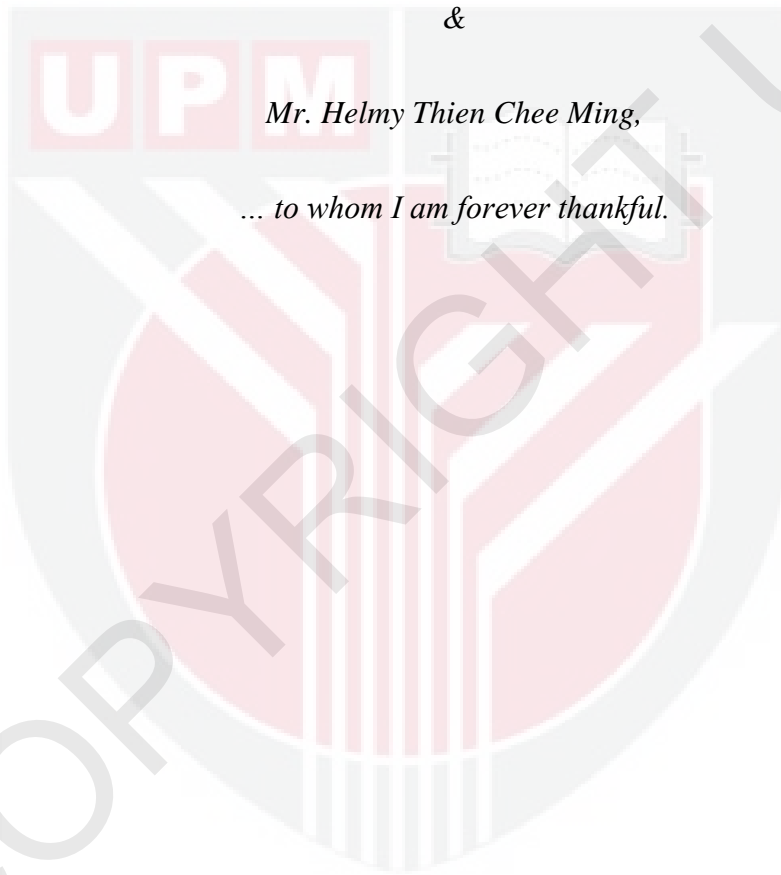 &
UPM
Mr. Helmy Thien Chee Ming,
... to whom I am forever thankful.
COPYRIGHT U